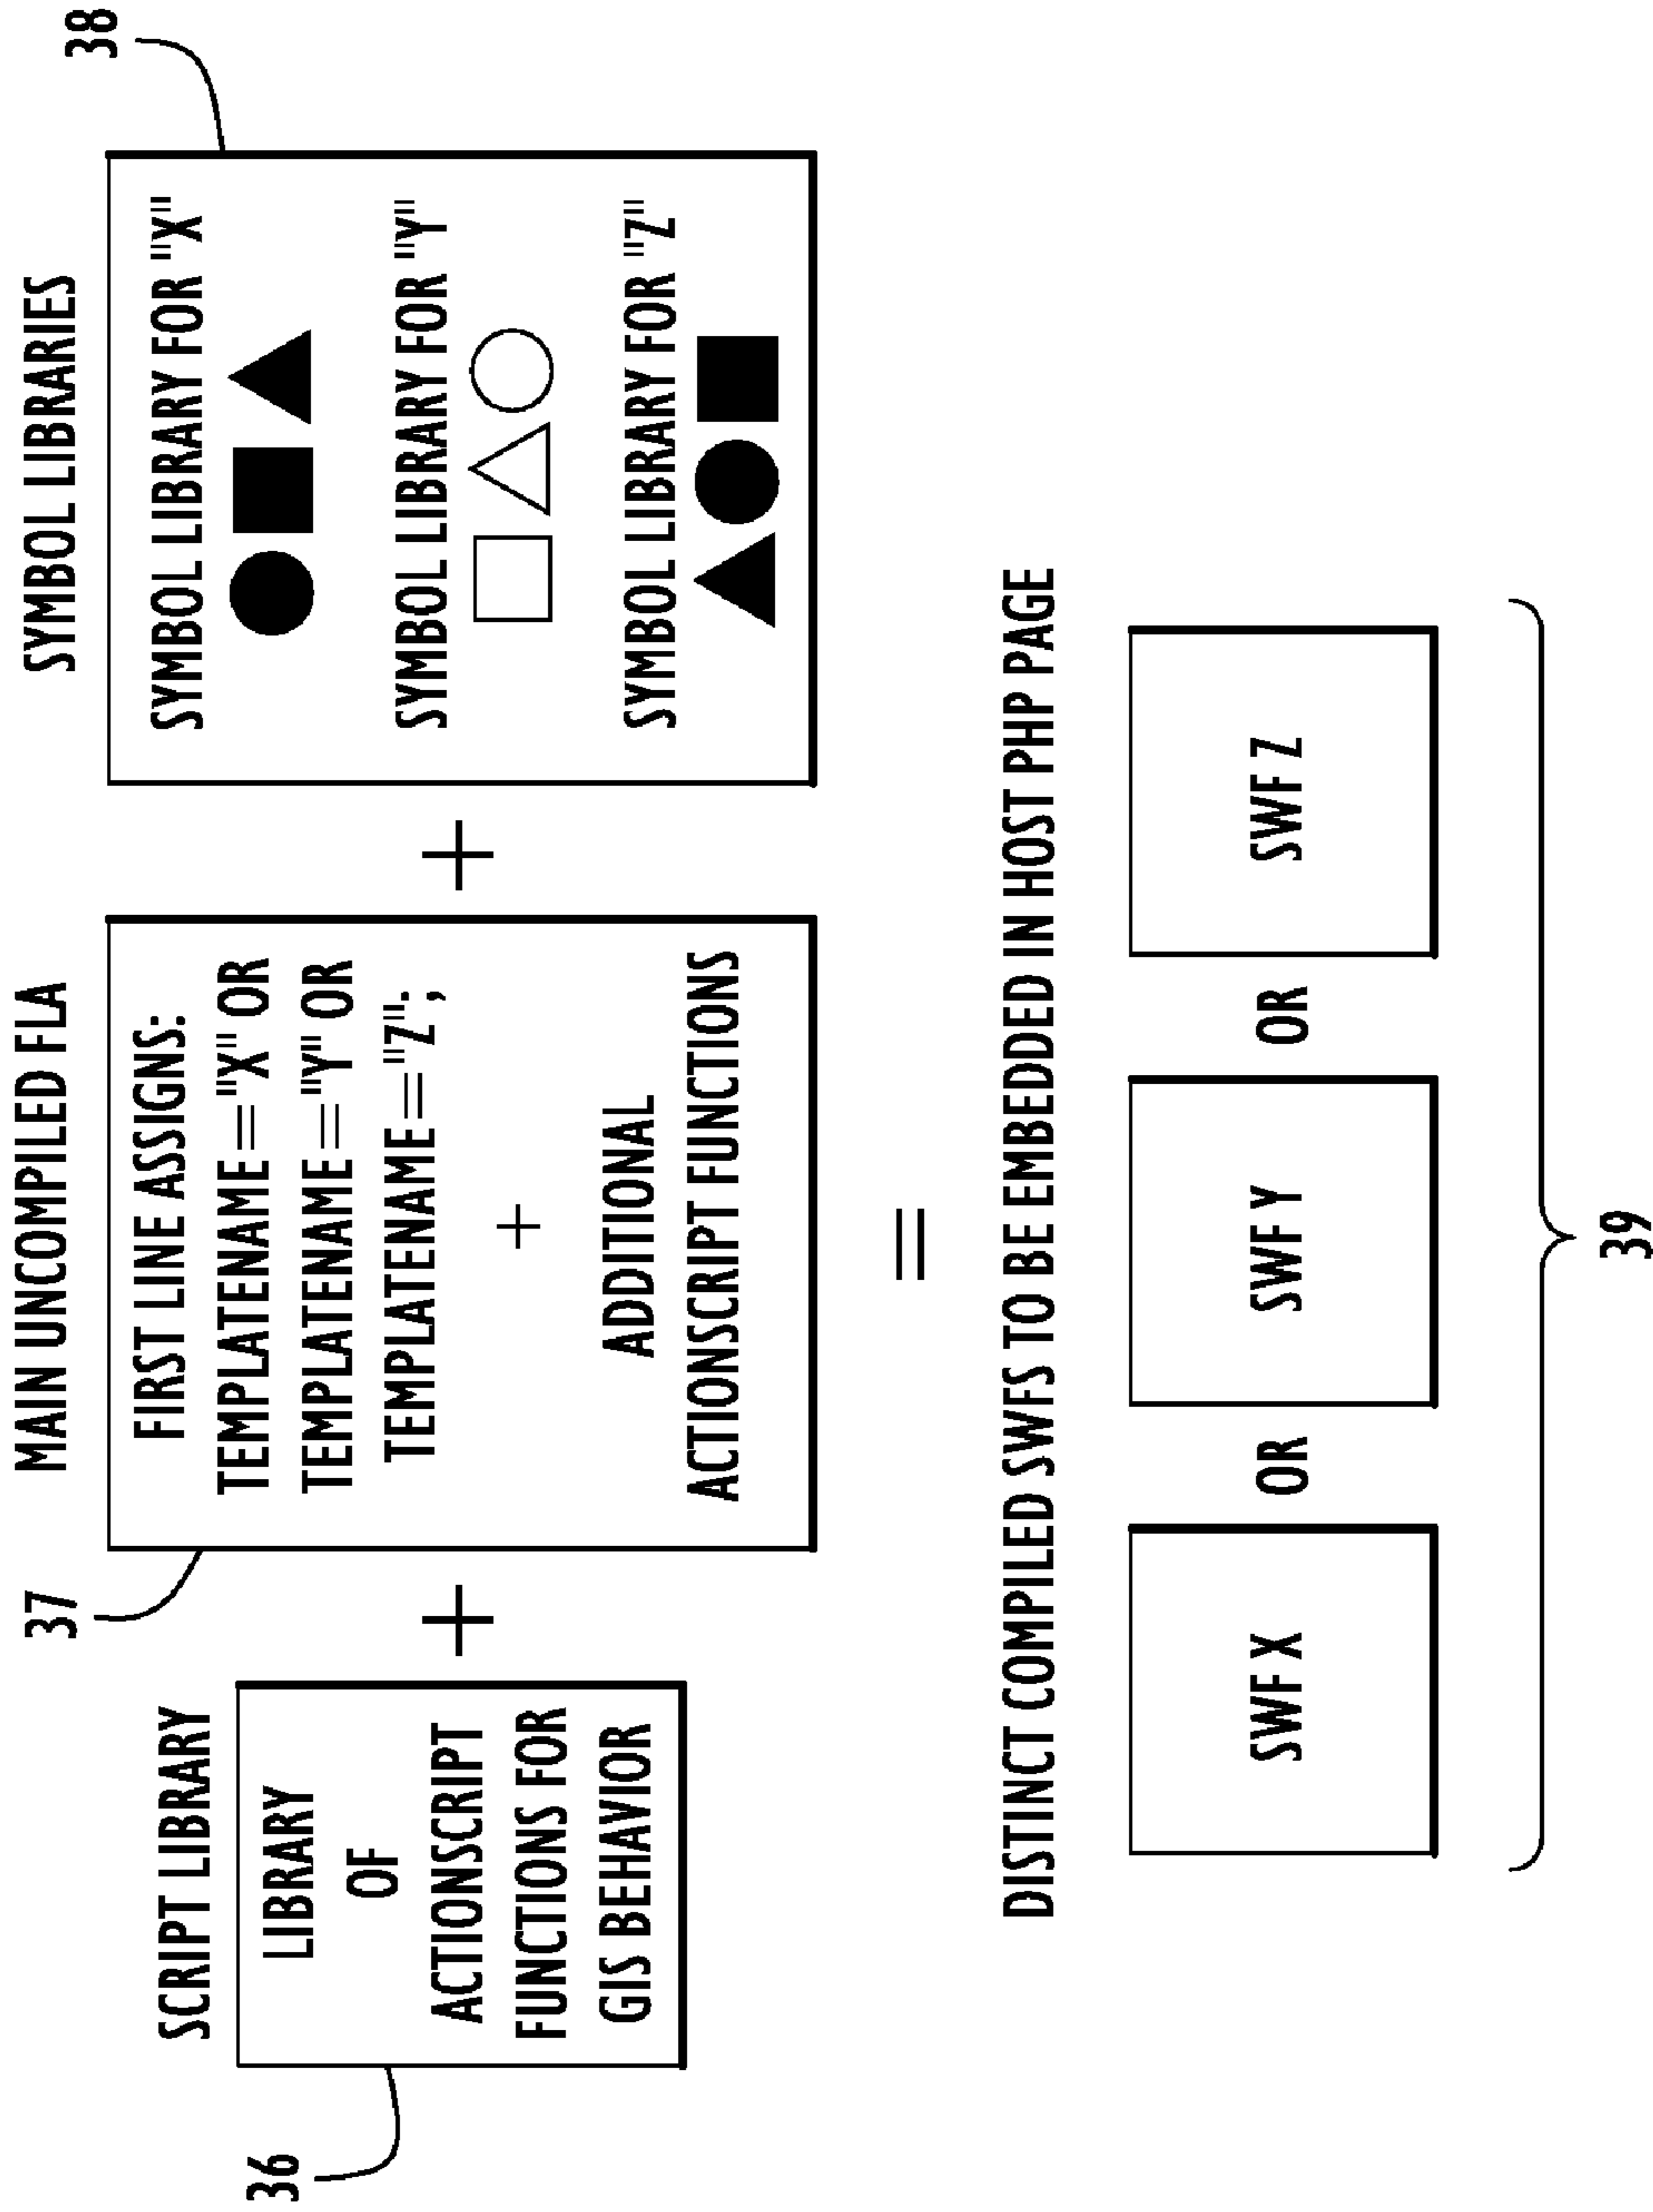 SCRIPT LIBRARY
36
LIBRARY
OF
ACTIONSCRIPT
FUNCTIONS FOR
GIS BEHAVIOR
+
MAIN UNCOMPILED FLA
37
FIRST LINE ASSIGNS:
TEMPLATENAME="X" OR
TEMPLATENAME="Y" OR
TEMPLATENAME="Z";
+
ADDITIONAL
ACTIONSCRIPT FUNCTIONS
+
SYMBOL LIBRARIES
38
SYMBOL LIBRARY FOR "X"
SYMBOL LIBRARY FOR "Y"
SYMBOL LIBRARY FOR "Z"
=
DISTINCT COMPILED SWFS TO BE EMBEDDED IN HOST PHP PAGE
SWF X OR SWF Y OR SWF Z
39